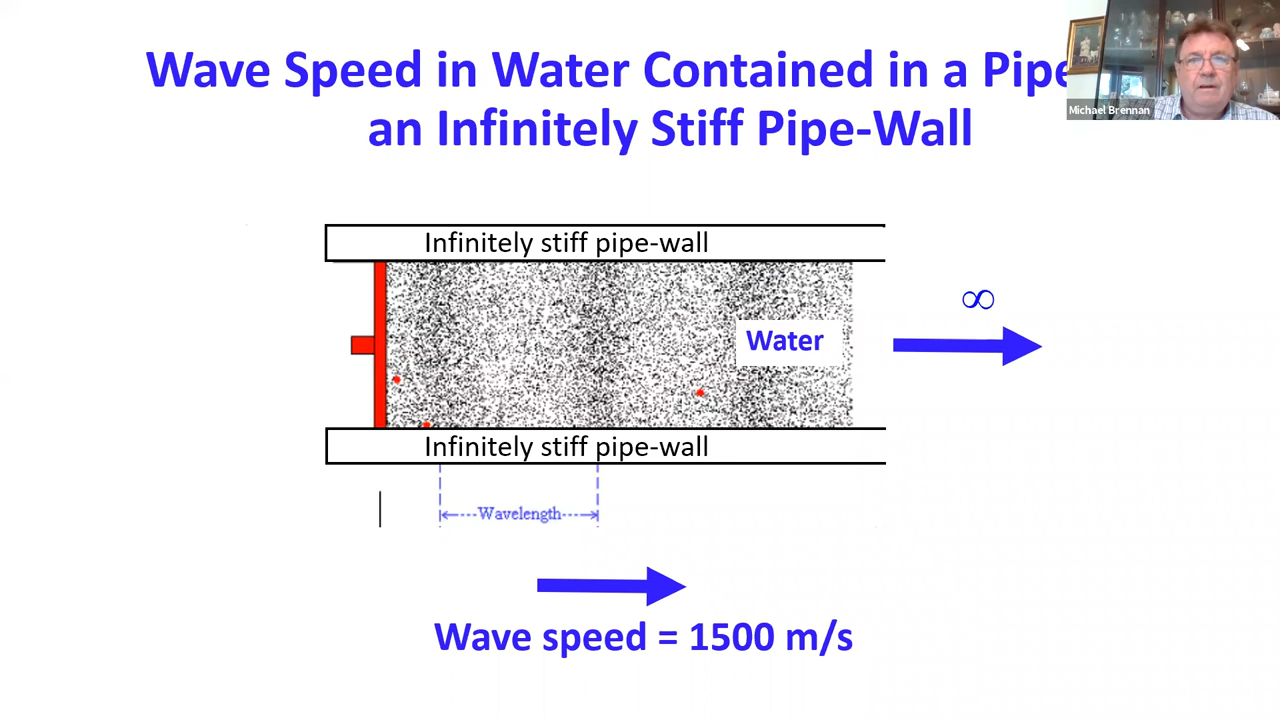 Wave Speed in Water Contained in a Pipe
an Infinitely Stiff Pipe-Wall
Michael Brennan
Infinitely stiff pipe-wall
∞
Water
Infinitely stiff pipe-wall
Wavelength
Wave speed = 1500 m/s